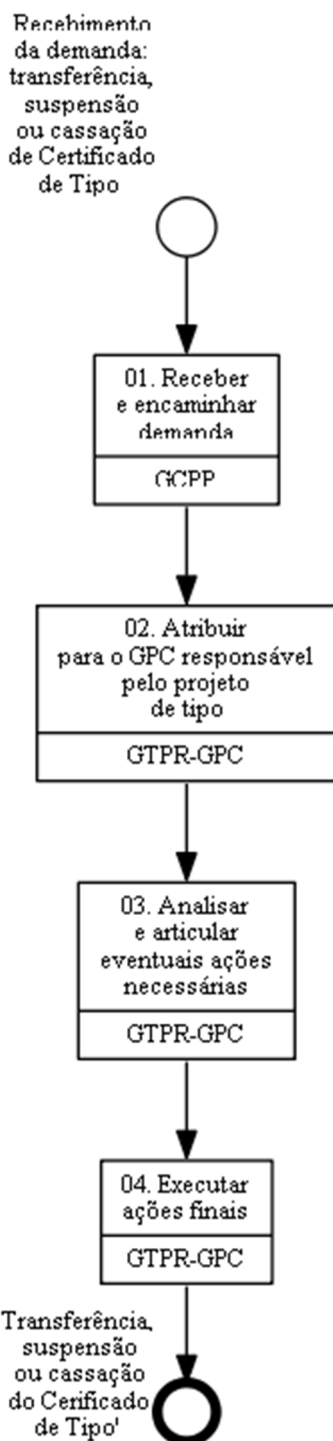 Recebimento
da demanda:
transferência,
suspensão
ou cassação
de Certificado
de Tipo
01. Receber
e encaminhar
demanda
GCPP
02. Atribuir
para o GPC responsável
pelo projeto
de tipo
GTPR-GPC
03. Analisar
e articular
eventuais ações
necessárias
GTPR-GPC
04. Executar
ações finais
GTPR-GPC
Transferência,
suspensão
ou cassação
do Cerificado
de Tipo'